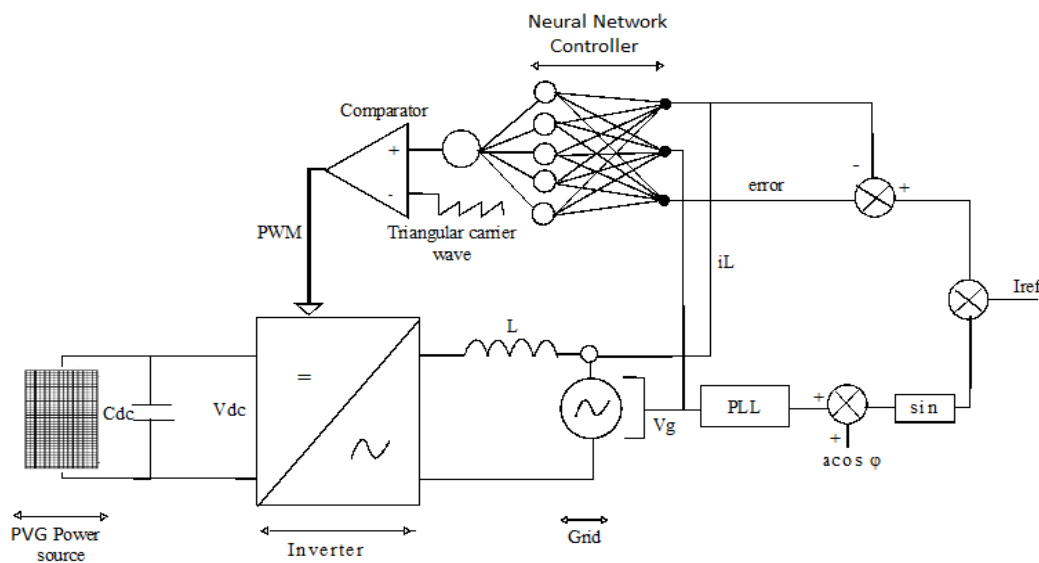 Neural Network
Controller
Comparator
+
-
PWM
Triangular carrier
wave
error
-
+
iL
Iref
L
=
Cdc
Vdc
Vg
PLL
+
+
sin
acos φ
PVG Power
source
Inverter
Grid